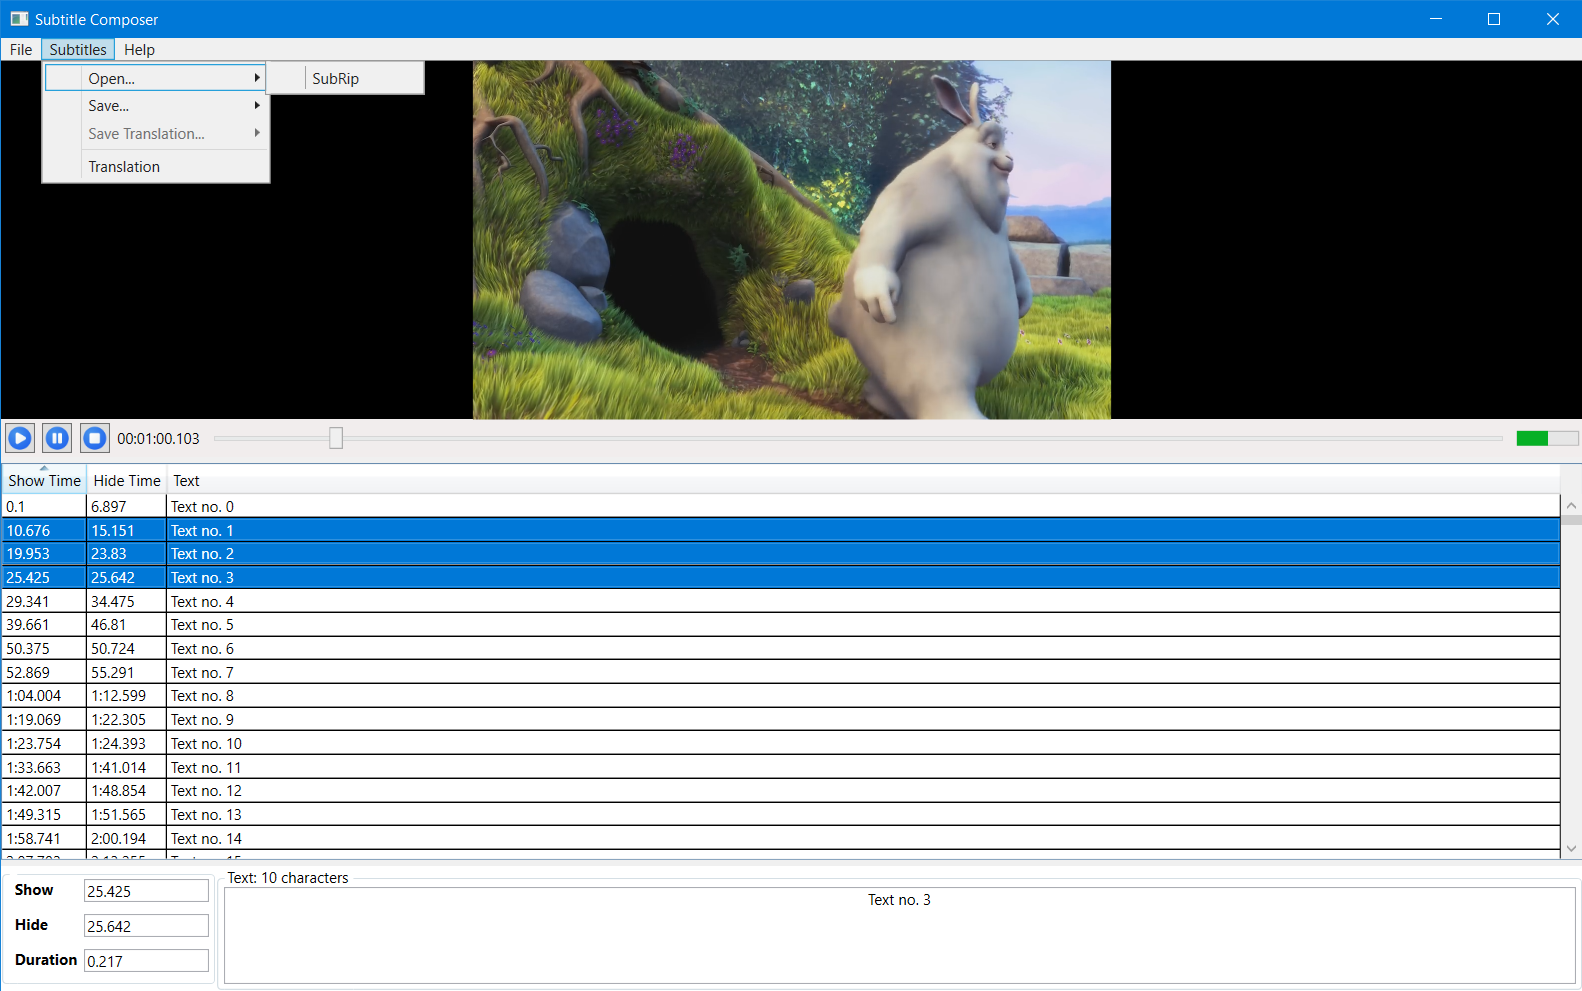 Subtitle Composer
File Subtitles Help
Open... SubRip
Save...
Save Translation...
Translation
00:01:00.103
Show Time Hide Time Text
0.1 6.897 Text no. 0
10.676 15.151 Text no. 1
19.953 23.83 Text no. 2
25.425 25.642 Text no. 3
29.341 34.475 Text no. 4
39.661 46.81 Text no. 5
50.375 50.724 Text no. 6
52.869 55.291 Text no. 7
1:04.004 1:12.599 Text no. 8
1:19.069 1:22.305 Text no. 9
1:23.754 1:24.393 Text no. 10
1:33.663 1:41.014 Text no. 11
1:42.007 1:48.854 Text no. 12
1:49.315 1:51.565 Text no. 13
1:58.741 2:00.194 Text no. 14
Show 25.425
Hide 25.642
Duration 0.217
Text: 10 characters
Text no. 3